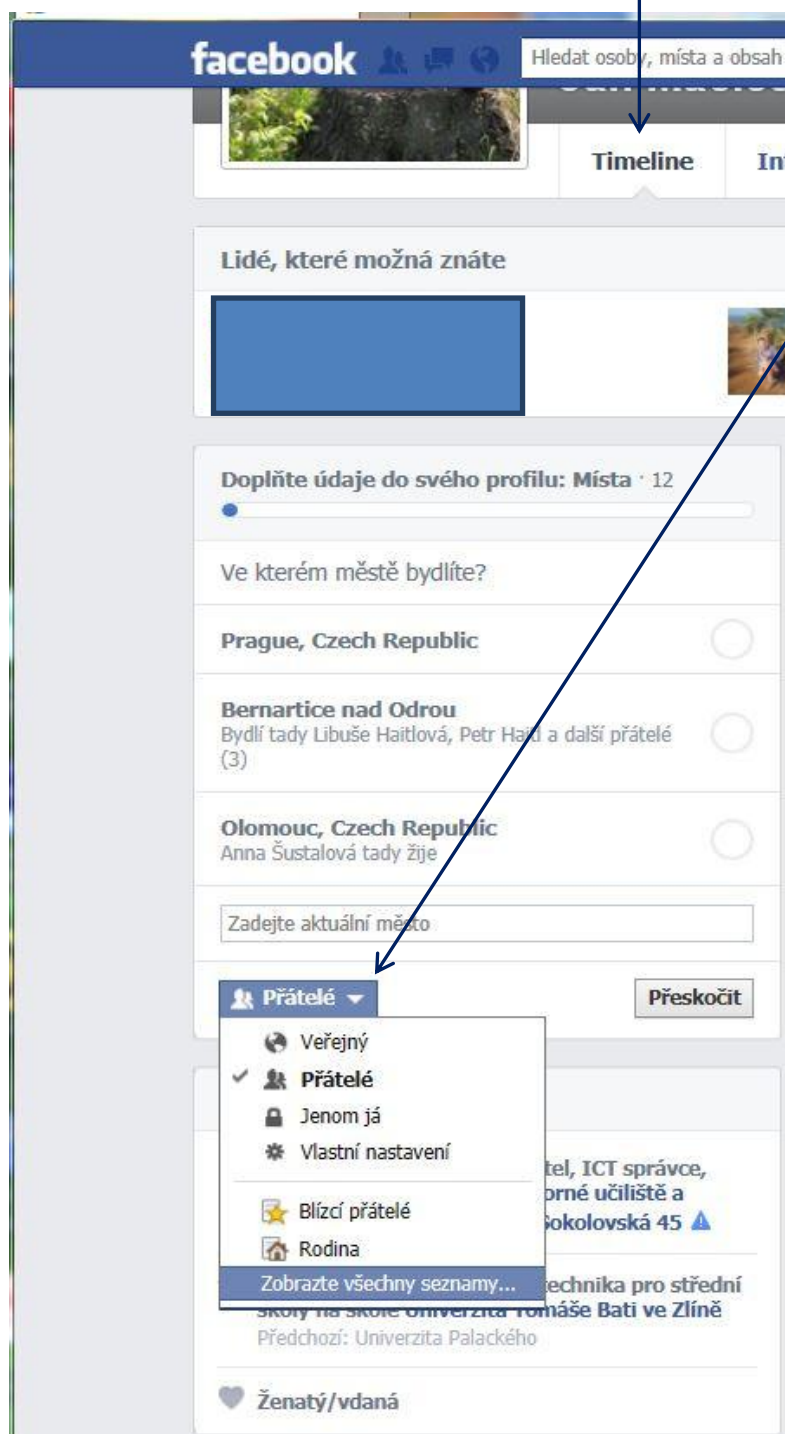 facebook
Hledat osoby, místa a obsah
Timeline
Lidé, které možná znáte
Doplňte údaje do svého profilu: Místa · 12
Ve kterém městě bydlíte?
Prague, Czech Republic
Bernartice nad Odrou
Bydlí tady Libuše Haitlová, Petr Haitl a další přátelé
(3)
Olomouc, Czech Republic
Anna Šustalová tady žije
Zadejte aktuální město
Přátelé
Přeskočit
Veřejný
Přátelé
Jenom já
Vlastní nastavení
Blízcí přátelé
Rodina
Zobrazte všechny seznamy...
tel, ICT správce,
orné učiliště a
Sokolovská 45
technika pro střední
školy na škole Univerzita Tomáše Bati ve Zlíně
Předchozí: Univerzita Palackého
Ženatý/vdaná